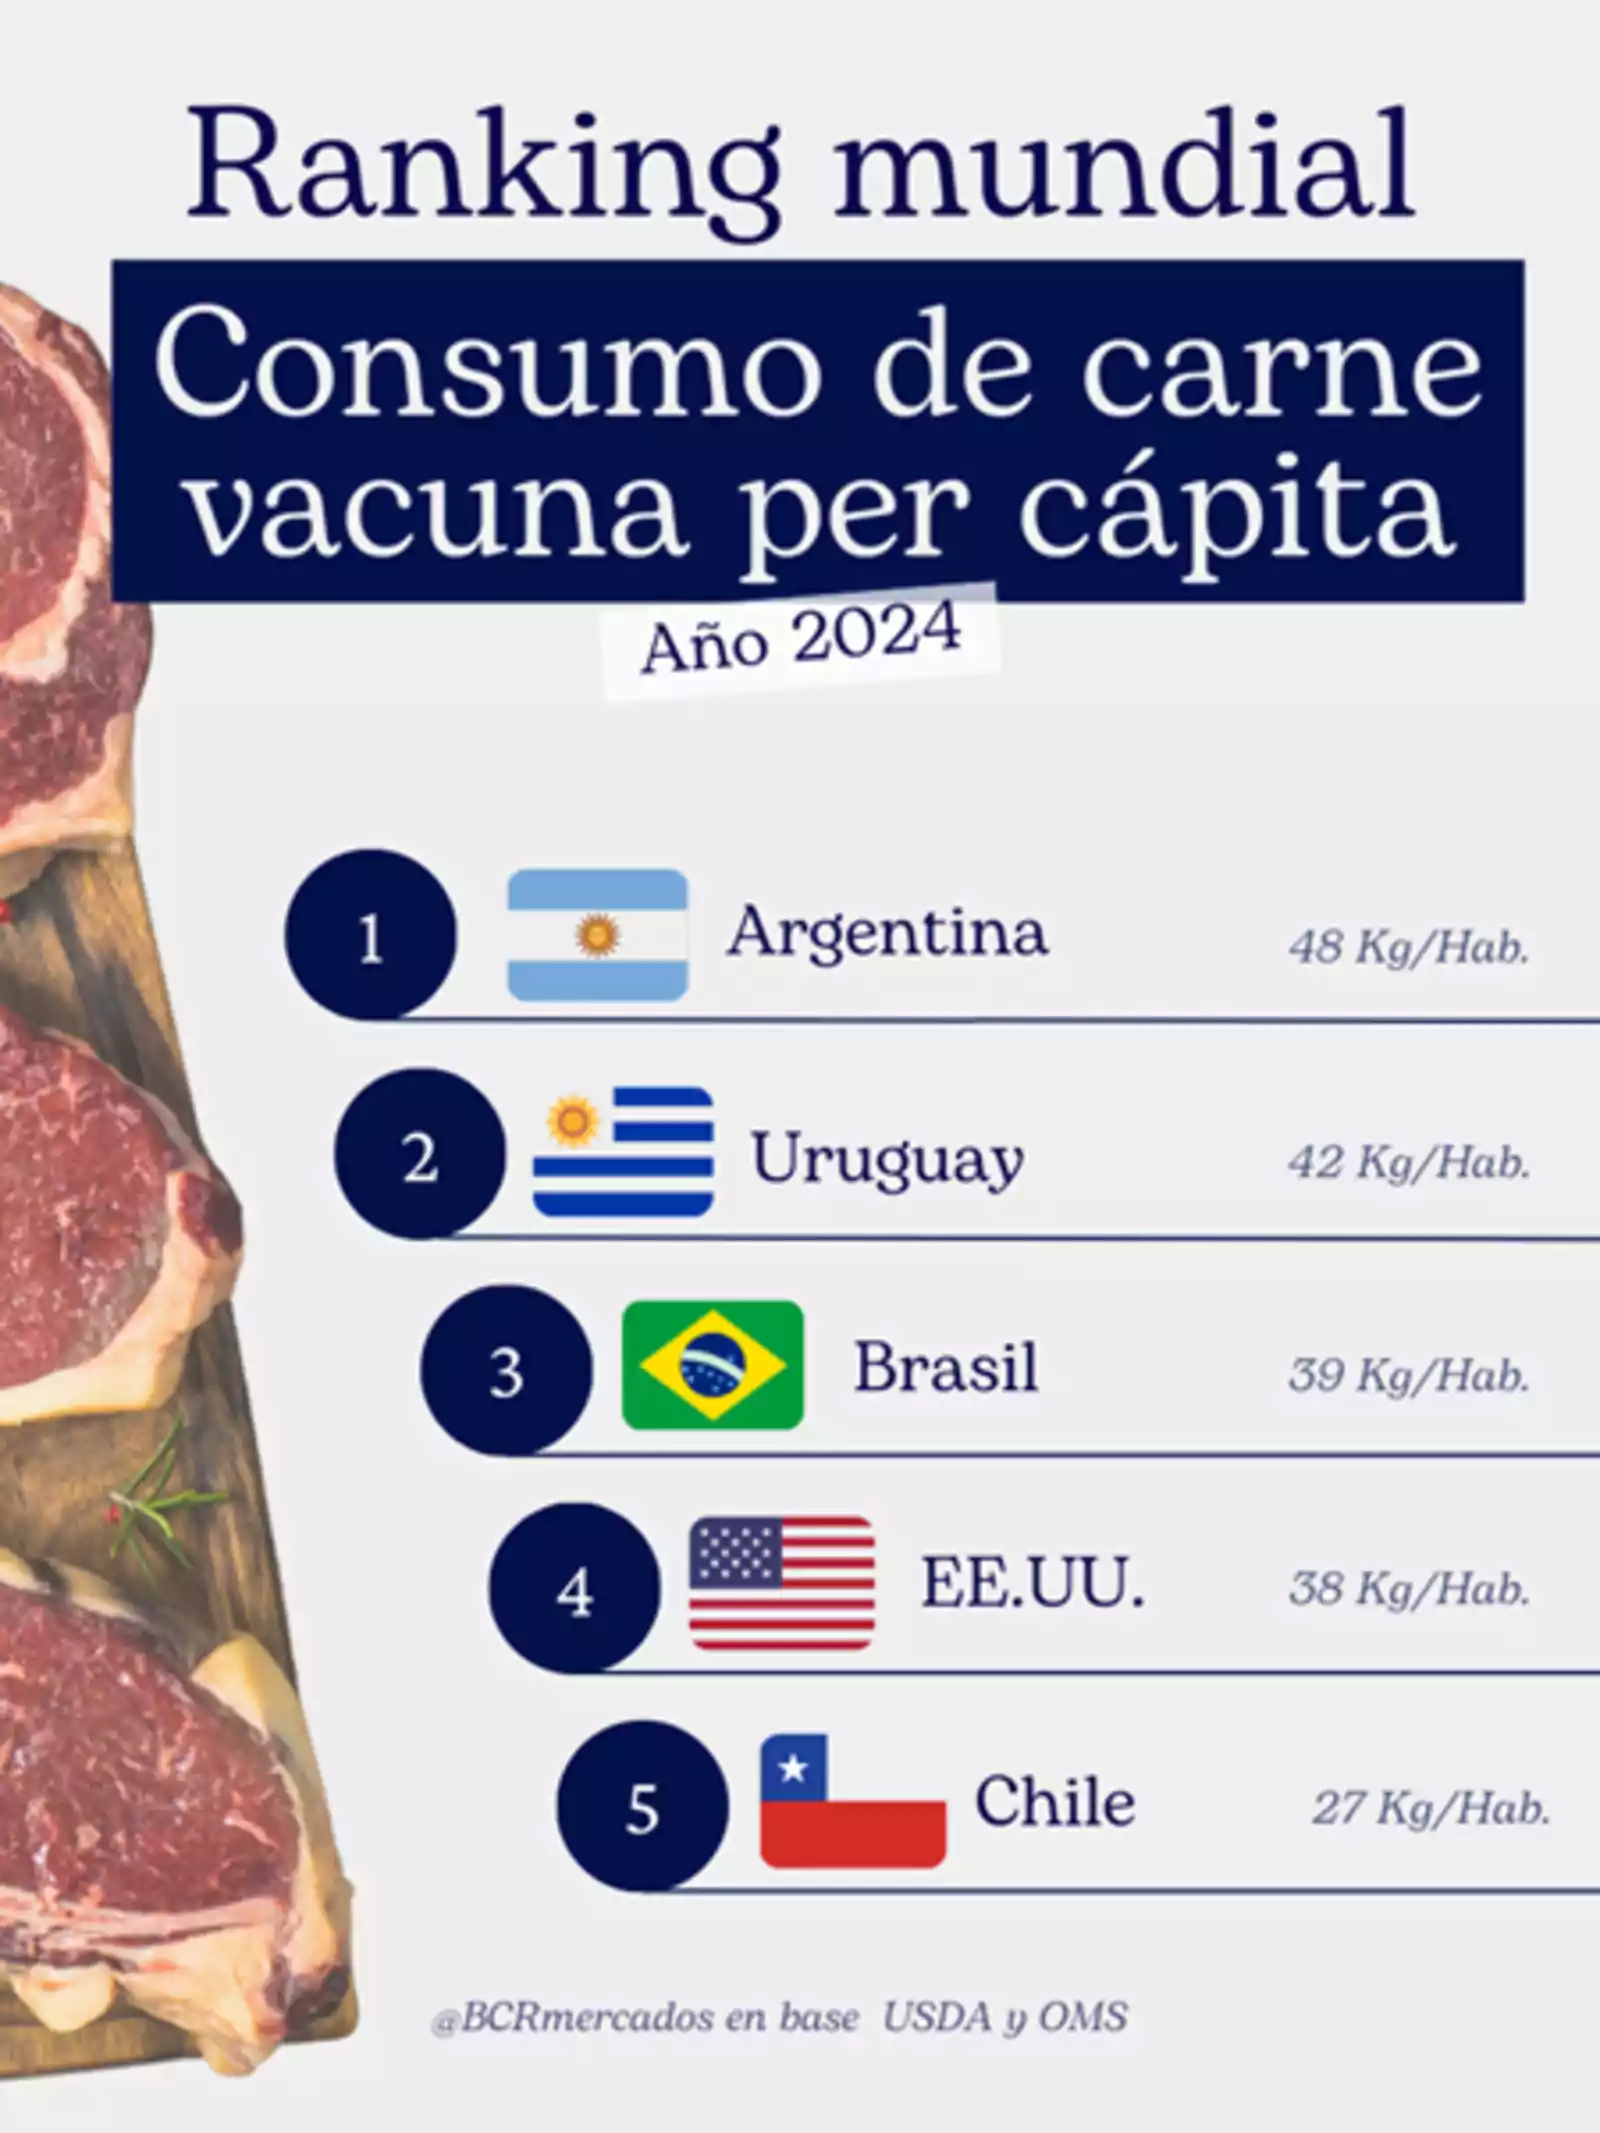 Ranking mundial
Consumo de carne
vacuna per cápita
Año 2024
1 Argentina 48 Kg/Hab.
2 Uruguay 42 Kg/Hab.
3 Brasil 39 Kg/Hab.
4 EE.UU. 38 Kg/Hab.
5 Chile 27 Kg/Hab.
@BCRmercados en base USDA y OMS